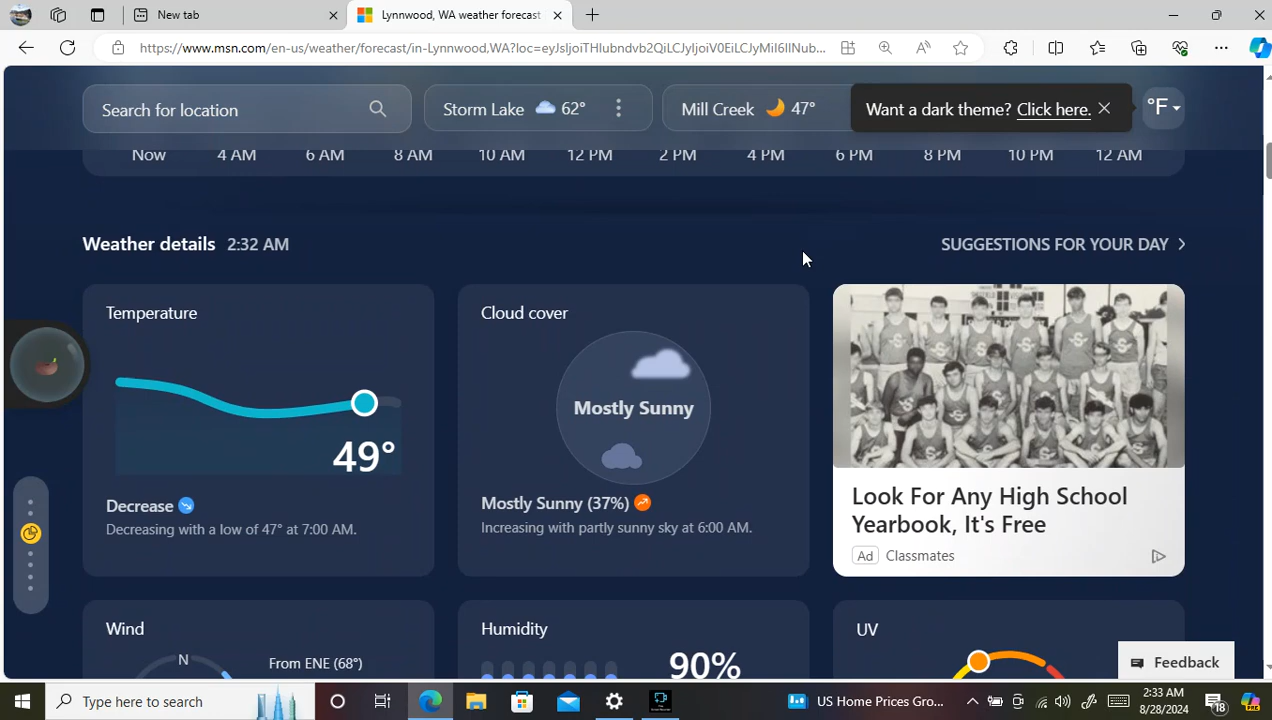 New tab
Lynnwood, WA weather forecast
https://www.msn.com/en-us/weather/forecast/in-Lynnwood,WA?loc=eyJsIjoiTHlubndvb2QiLCJyIjoiV0EiLCJyMiI6IlNub...
Search for location
Storm Lake 62°
Mill Creek 47°
Want a dark theme? Click here.
°F
Now 4 AM 6 AM 8 AM 10 AM 12 PM 2 PM 4 PM 6 PM 8 PM 10 PM 12 AM
Weather details 2:32 AM
SUGGESTIONS FOR YOUR DAY
Temperature
49°
Decrease
Decreasing with a low of 47° at 7:00 AM.
Cloud cover
Mostly Sunny
Mostly Sunny (37%)
Increasing with partly sunny sky at 6:00 AM.
Look For Any High School
Yearbook, It's Free
Ad Classmates
Wind
N
From ENE (68°)
Humidity
90%
UV
Feedback
Type here to search
US Home Prices Gro...
2:33 AM
8/28/2024
18